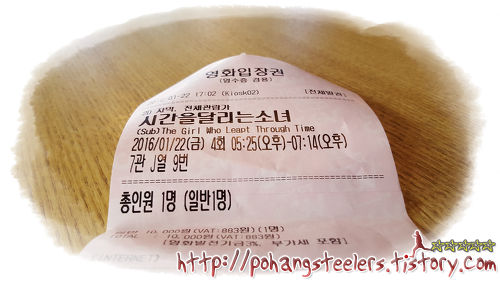 영화입장권
(영수증 겸용)
01-22 17:02 (Kiosk02)
[전체발권]
2D 자막, 전체관람가
시간을달리는소녀
(Sub)The Girl Who Leapt Through Time
2016/01/22(금) 4회 05:25(오후)-07:14(오후)
7관 J열 9번
총인원 1명 (일반1명)
10,000원(VAT:883원)(1명)
TOTAL 10,000원(VAT:883원)
[영화발전기금3%, 부가세 포함]
(INTERNET)
http://pohangsteelers.tistory.com